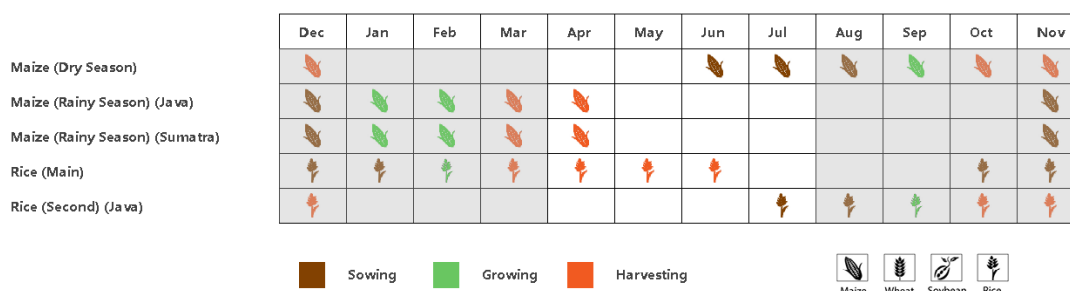 Dec Jan Feb Mar Apr May Jun Jul Aug Sep Oct Nov
Maize (Dry Season)
Maize (Rainy Season) (Java)
Maize (Rainy Season) (Sumatra)
Rice (Main)
Rice (Second) (Java)
Sowing Growing Harvesting
Maize Wheat Soybean Rice